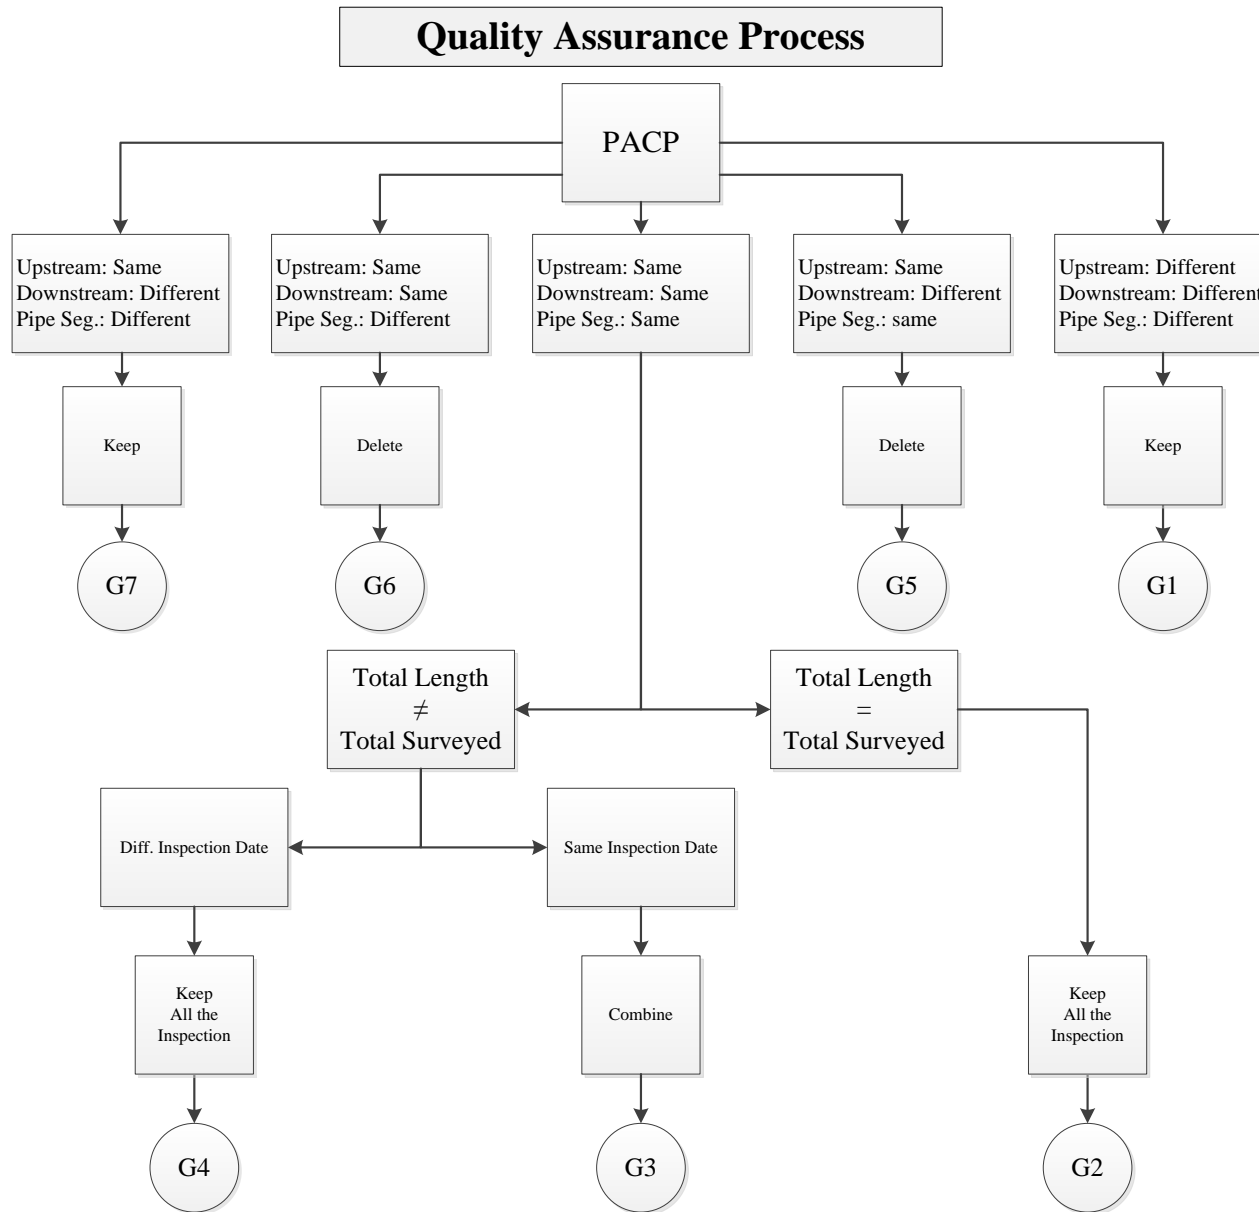 Quality Assurance Process
PACP
Upstream: Same
Downstream: Different
Pipe Seg.: Different
Upstream: Same
Downstream: Same
Pipe Seg.: Different
Upstream: Same
Downstream: Same
Pipe Seg.: Same
Upstream: Same
Downstream: Different
Pipe Seg.: same
Upstream: Different
Downstream: Different
Pipe Seg.: Different
Keep
Delete
Delete
Keep
G7
G6
G5
G1
Total Length
≠
Total Surveyed
Total Length
=
Total Surveyed
Diff. Inspection Date
Same Inspection Date
Keep
All the
Inspection
Combine
Keep
All the
Inspection
G4
G3
G2